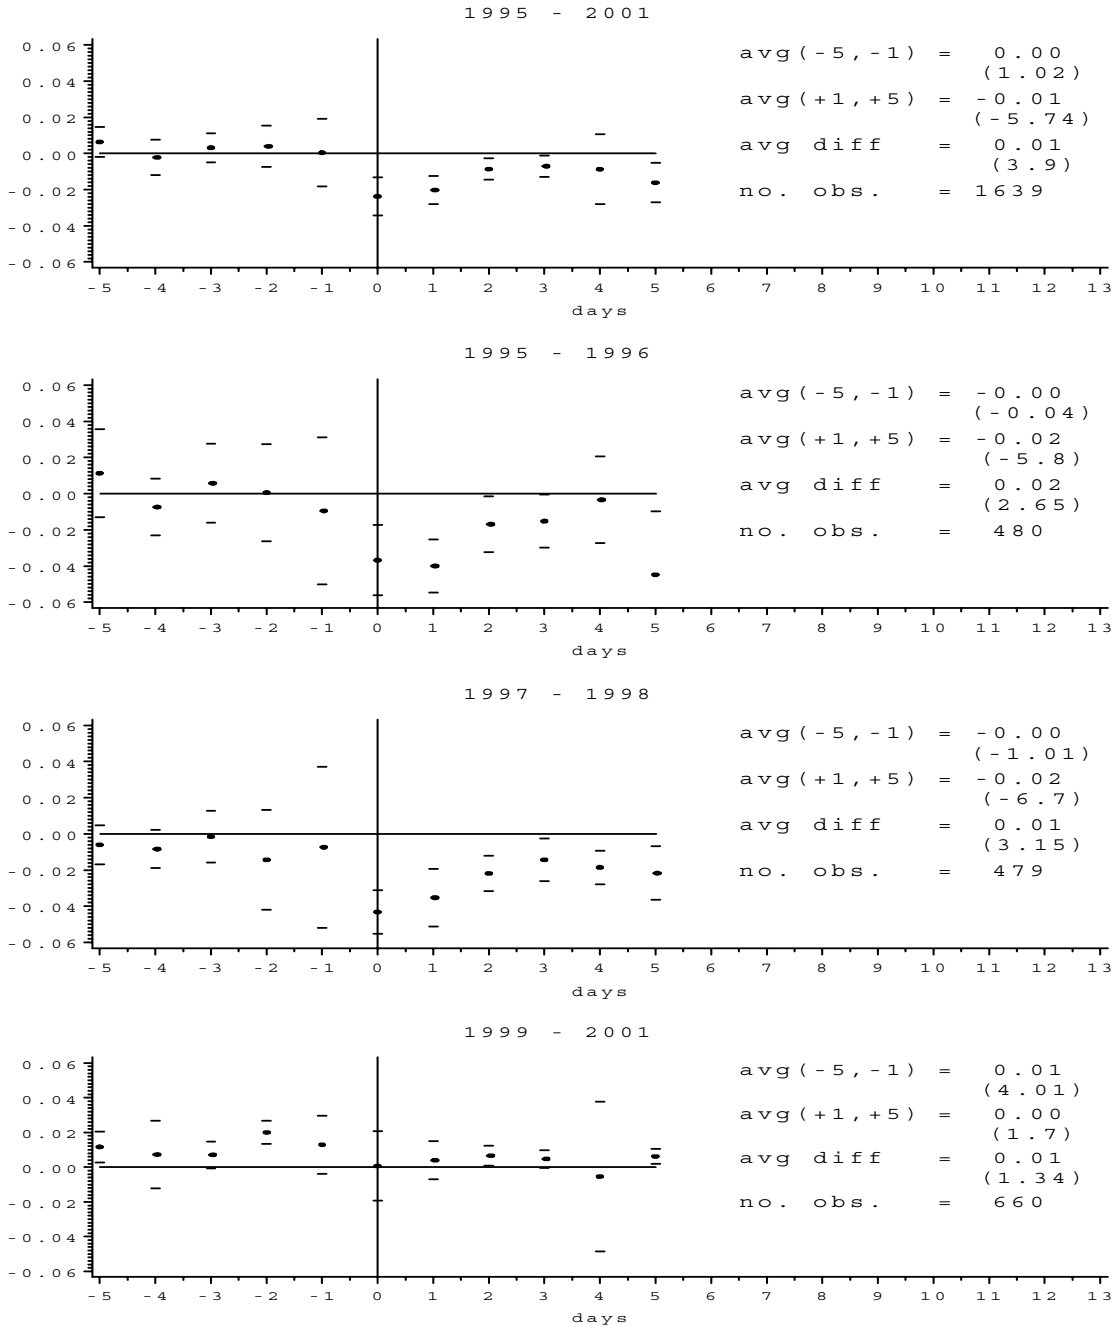 1995 - 2001
0.06
0.04
0.02
0.00
-0.02
-0.04
-0.06
avg(-5,-1) = 0.00
(1.02)
avg(+1,+5) = -0.01
(-5.74)
avg diff = 0.01
(3.9)
no. obs. = 1639
-5 -4 -3 -2 -1 0 1 2 3 4 5 6 7 8 9 10 11 12 13
days
1995 - 1996
0.06
0.04
0.02
0.00
-0.02
-0.04
-0.06
avg(-5,-1) = -0.00
(-0.04)
avg(+1,+5) = -0.02
(-5.8)
avg diff = 0.02
(2.65)
no. obs. = 480
-5 -4 -3 -2 -1 0 1 2 3 4 5 6 7 8 9 10 11 12 13
days
1997 - 1998
0.06
0.04
0.02
0.00
-0.02
-0.04
-0.06
avg(-5,-1) = -0.00
(-1.01)
avg(+1,+5) = -0.02
(-6.7)
avg diff = 0.01
(3.15)
no. obs. = 479
-5 -4 -3 -2 -1 0 1 2 3 4 5 6 7 8 9 10 11 12 13
days
1999 - 2001
0.06
0.04
0.02
0.00
-0.02
-0.04
-0.06
avg(-5,-1) = 0.01
(4.01)
avg(+1,+5) = 0.00
(1.7)
avg diff = 0.01
(1.34)
no. obs. = 660
-5 -4 -3 -2 -1 0 1 2 3 4 5 6 7 8 9 10 11 12 13
days